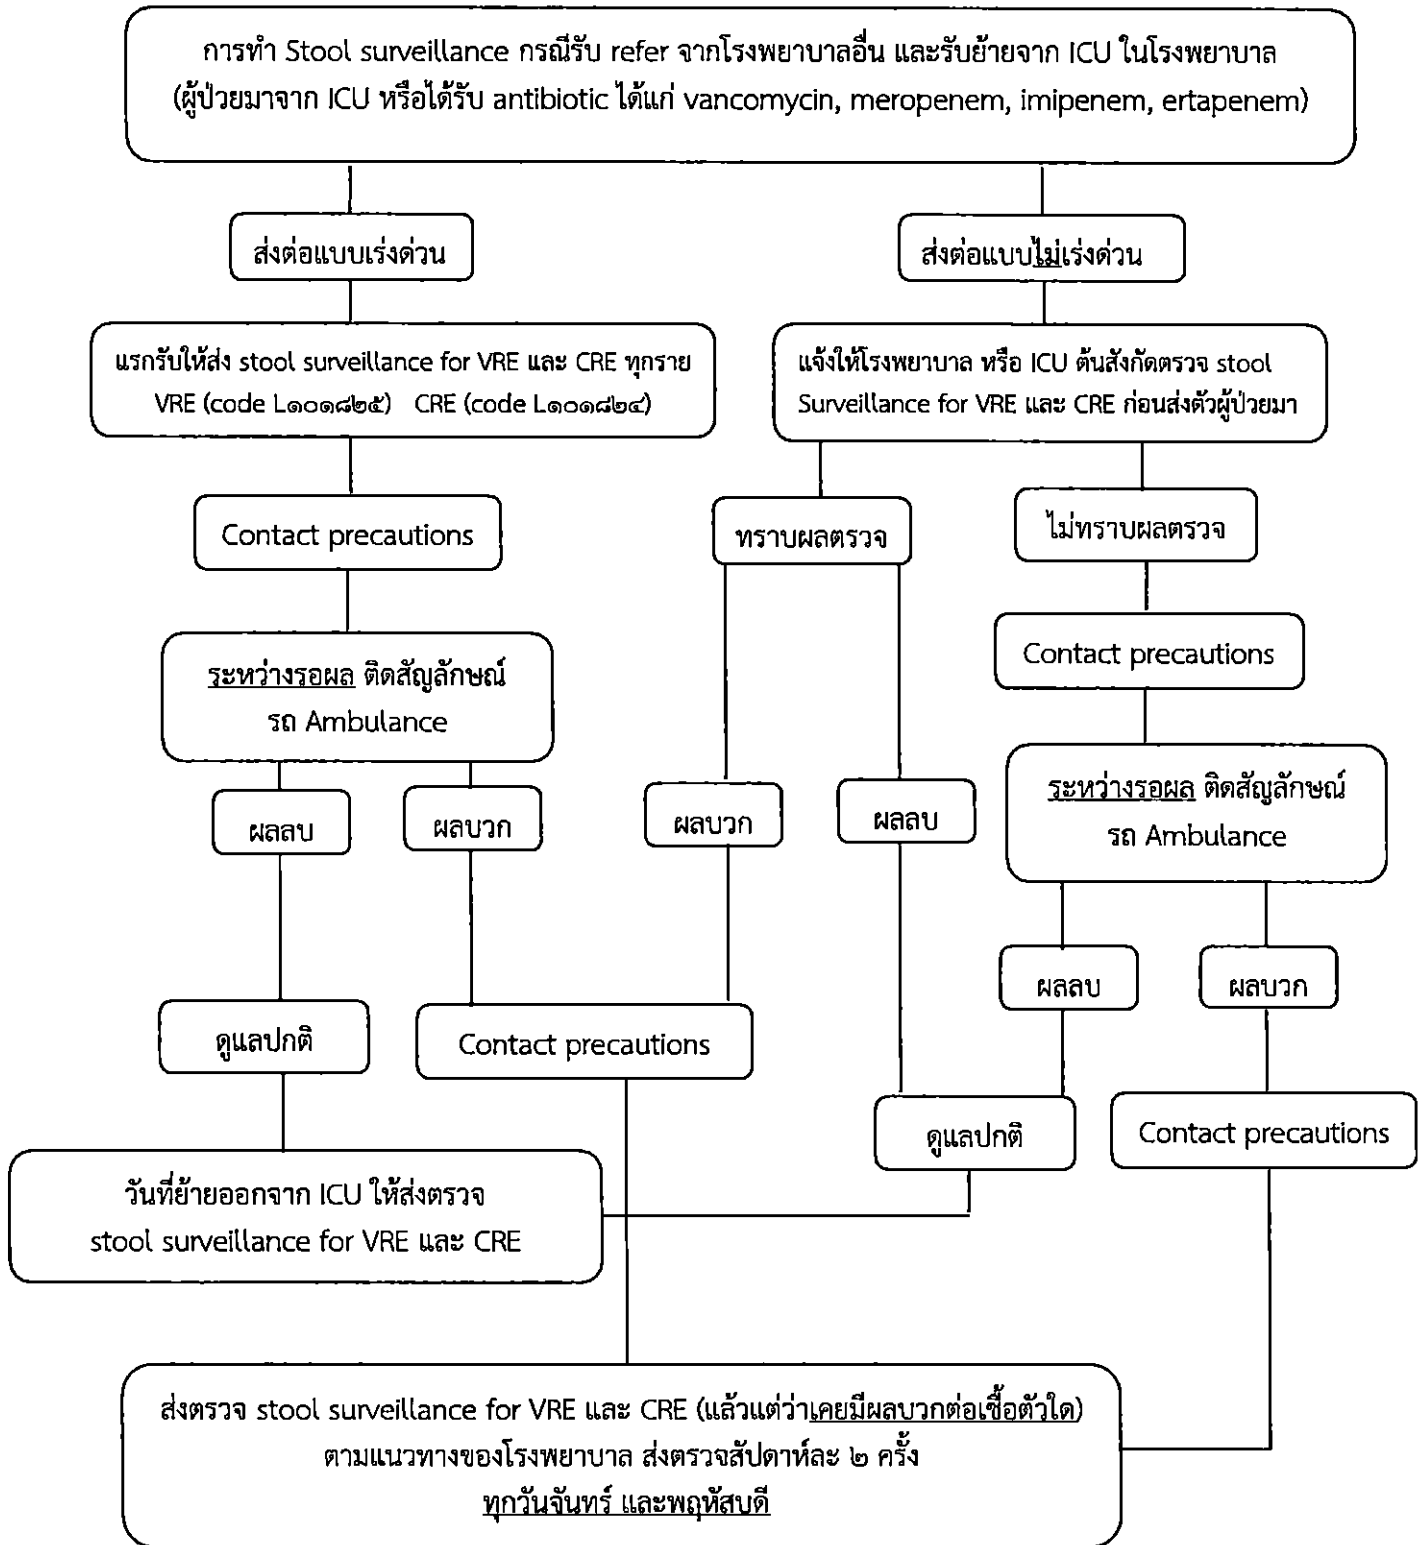 การทำ Stool surveillance กรณีรับ refer จากโรงพยาบาลอื่น และรับย้ายจาก ICU ในโรงพยาบาล
(ผู้ป่วยมาจาก ICU หรือได้รับ antibiotic ได้แก่ vancomycin, meropenem, imipenem, ertapenem)
ส่งต่อแบบเร่งด่วน
ส่งต่อแบบไม่เร่งด่วน
แรกรับให้ส่ง stool surveillance for VRE และ CRE ทุกราย
VRE (code L๑๐๑๘๒๕) CRE (code L๑๐๑๘๒๔)
แจ้งให้โรงพยาบาล หรือ ICU ต้นสังกัดตรวจ stool
Surveillance for VRE และ CRE ก่อนส่งตัวผู้ป่วยมา
Contact precautions
ทราบผลตรวจ
ไม่ทราบผลตรวจ
Contact precautions
ระหว่างรอผล ติดสัญลักษณ์
รถ Ambulance
ระหว่างรอผล ติดสัญลักษณ์
รถ Ambulance
ผลลบ
ผลบวก
ผลบวก
ผลลบ
ผลลบ
ผลบวก
ดูแลปกติ
Contact precautions
ดูแลปกติ
Contact precautions
วันที่ย้ายออกจาก ICU ให้ส่งตรวจ
stool surveillance for VRE และ CRE
ส่งตรวจ stool surveillance for VRE และ CRE (แล้วแต่ว่าเคยมีผลบวกต่อเชื้อตัวใด)
ตามแนวทางของโรงพยาบาล ส่งตรวจสัปดาห์ละ ๒ ครั้ง
ทุกวันจันทร์ และพฤหัสบดี